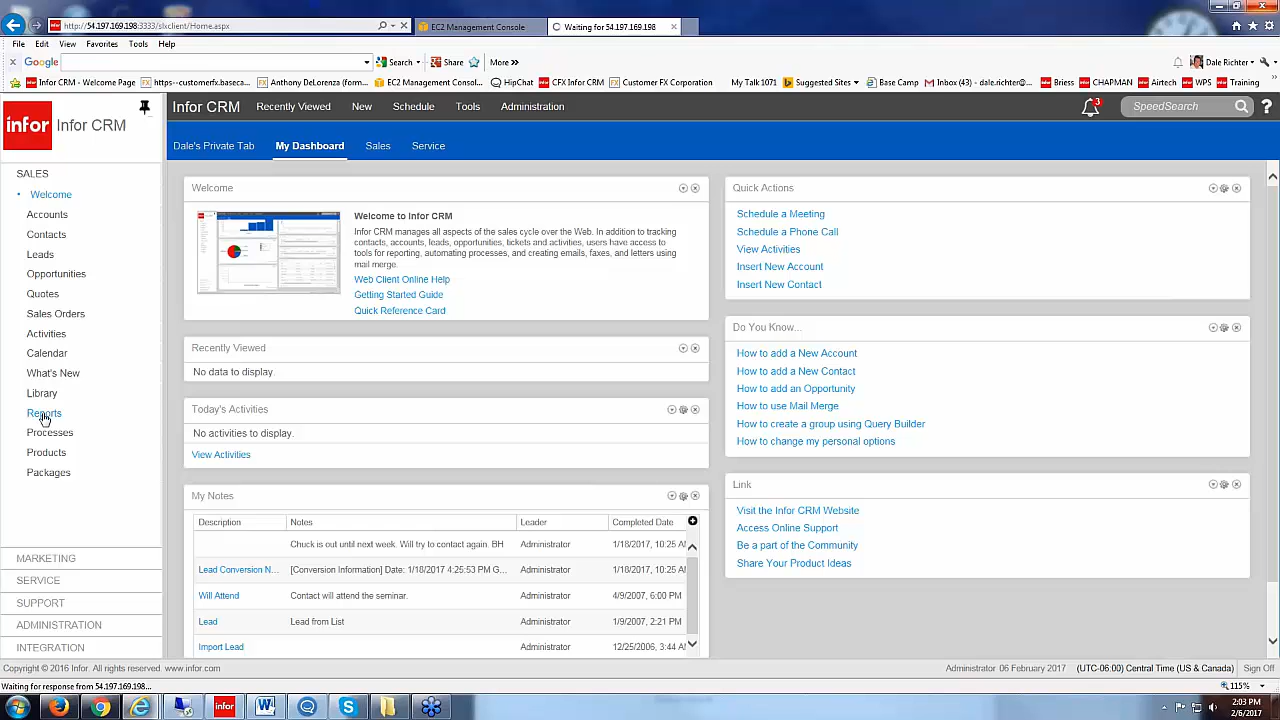 http://54.197.169.198:3333/slxclient/Home.aspx
EC2 Management Console
Waiting for 54.197.169.198
File Edit View Favorites Tools Help
Google
Search
Share
More »
Dale Richter
Infor CRM - Welcome Page
https--customerfx.baseca...
Anthony DeLorenza (form...
EC2 Management Consol...
HipChat
CFX Infor CRM
Customer FX Corporation
My Talk 1071
Suggested Sites
Base Camp
Inbox (43) - dale.richter@...
Briess
CHAPMAN
Airtech
WPS
Training
infor Infor CRM
Infor CRM Recently Viewed New Schedule Tools Administration
3
SpeedSearch
?
Dale's Private Tab My Dashboard Sales Service
SALES
Welcome
Accounts
Contacts
Leads
Opportunities
Quotes
Sales Orders
Activities
Calendar
What's New
Library
Reports
Processes
Products
Packages
MARKETING
SERVICE
SUPPORT
ADMINISTRATION
INTEGRATION
Welcome
Welcome to Infor CRM
Infor CRM manages all aspects of the sales cycle over the Web. In addition to tracking
contacts, accounts, leads, opportunities, tickets and activities, users have access to
tools for reporting, automating processes, and creating emails, faxes, and letters using
mail merge.
Web Client Online Help
Getting Started Guide
Quick Reference Card
Recently Viewed
No data to display.
Today's Activities
No activities to display.
View Activities
My Notes
Description Notes Leader Completed Date
Chuck is out until next week. Will try to contact again. BH Administrator 1/18/2017, 10:25 A
Lead Conversion N... [Conversion Information] Date: 1/18/2017 4:25:53 PM G... Administrator 1/18/2017, 10:25 A
Will Attend Contact will attend the seminar. Administrator 4/9/2007, 6:00 PM
Lead Lead from List Administrator 1/9/2007, 2:21 PM
Import Lead Administrator 12/25/2006, 3:44 A
Quick Actions
Schedule a Meeting
Schedule a Phone Call
View Activities
Insert New Account
Insert New Contact
Do You Know...
How to add a New Account
How to add a New Contact
How to add an Opportunity
How to use Mail Merge
How to create a group using Query Builder
How to change my personal options
Link
Visit the Infor CRM Website
Access Online Support
Be a part of the Community
Share Your Product Ideas
Copyright © 2016 Infor. All rights reserved. www.infor.com
Administrator 06 February 2017 (UTC-06:00) Central Time (US & Canada) Sign Off
Waiting for response from 54.197.169.198...
115%
infor
2:03 PM
2/6/2017